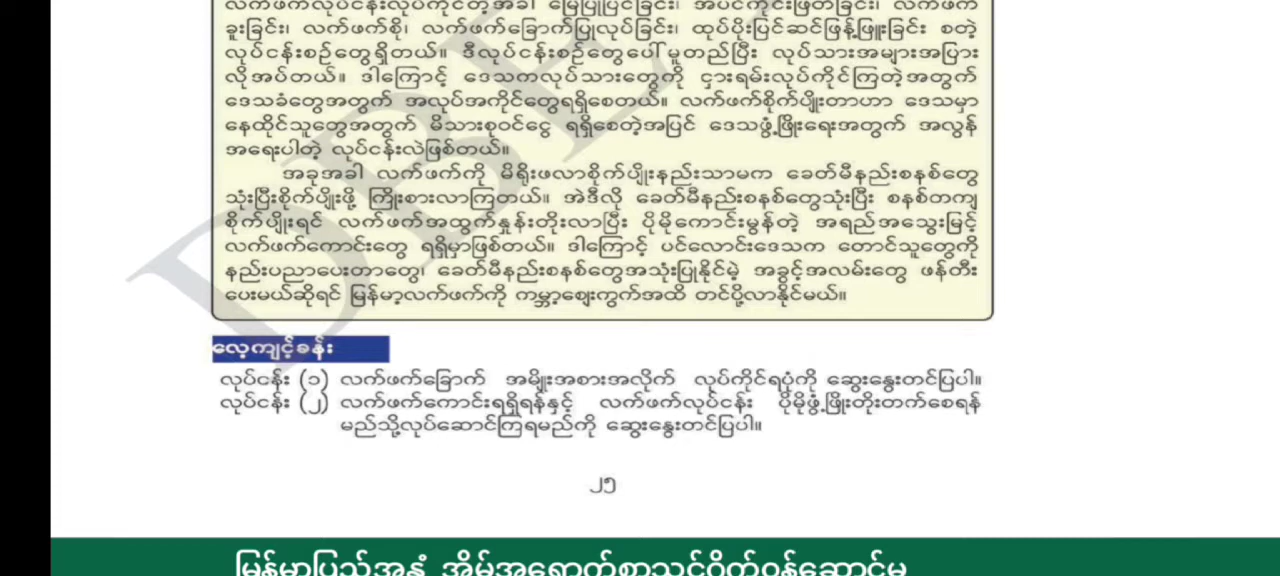 လက်ဖက်လုပ်ငန်းလုပ်ကိုင်တဲ့အခါ မြေပြုပြင်ခြင်း၊ အပင်ကိုင်းဖြတ်ခြင်း၊ လက်ဖက်
ခူးခြင်း၊ လက်ဖက်စို၊ လက်ဖက်ခြောက်ပြုလုပ်ခြင်း၊ ထုပ်ပိုးပြင်ဆင်ဖြန့်ဖြူးခြင်း စတဲ့
လုပ်ငန်းစဉ်တွေရှိတယ်။ ဒီလုပ်ငန်းစဉ်တွေပေါ်မူတည်ပြီး လုပ်သားအများအပြား
လိုအပ်တယ်။ ဒါကြောင့် ဒေသကလုပ်သားတွေကို ငှားရမ်းလုပ်ကိုင်ကြတဲ့အတွက်
ဒေသခံတွေအတွက် အလုပ်အကိုင်တွေရရှိစေတယ်။ လက်ဖက်စိုက်ပျိုးတာဟာ ဒေသမှာ
နေထိုင်သူတွေအတွက် မိသားစုဝင်ငွေ ရရှိစေတဲ့အပြင် ဒေသဖွံ့ဖြိုးရေးအတွက် အလွန်
အရေးပါတဲ့ လုပ်ငန်းလဲဖြစ်တယ်။
အခုအခါ လက်ဖက်ကို မိရိုးဖလာစိုက်ပျိုးနည်းသာမက ခေတ်မီနည်းစနစ်တွေ
သုံးပြီးစိုက်ပျိုးဖို့ ကြိုးစားလာကြတယ်။ အဲဒီလို ခေတ်မီနည်းစနစ်တွေသုံးပြီး စနစ်တကျ
စိုက်ပျိုးရင် လက်ဖက်အထွက်နှုန်းတိုးလာပြီး ပိုမိုကောင်းမွန်တဲ့ အရည်အသွေးမြင့်
လက်ဖက်ကောင်းတွေ ရရှိမှာဖြစ်တယ်။ ဒါကြောင့် ပင်လောင်းဒေသက တောင်သူတွေကို
နည်းပညာပေးတာတွေ၊ ခေတ်မီနည်းစနစ်တွေအသုံးပြုနိုင်မဲ့ အခွင့်အလမ်းတွေ ဖန်တီး
ပေးမယ်ဆိုရင် မြန်မာ့လက်ဖက်ကို ကမ္ဘာ့ဈေးကွက်အထိ တင်ပို့လာနိုင်မယ်။
လေ့ကျင့်ခန်း
လုပ်ငန်း (၁) လက်ဖက်ခြောက် အမျိုးအစားအလိုက် လုပ်ကိုင်ရပုံကို ဆွေးနွေးတင်ပြပါ။
လုပ်ငန်း (၂) လက်ဖက်ကောင်းရရှိရန်နှင့် လက်ဖက်လုပ်ငန်း ပိုမိုဖွံ့ဖြိုးတိုးတက်စေရန်
မည်သို့လုပ်ဆောင်ကြရမည်ကို ဆွေးနွေးတင်ပြပါ။
၂၅
မြန်မာပြည်အနှံ့ အိမ်အရောက်စာသင်ဝိုက်ဝန်ဆောင်မှု